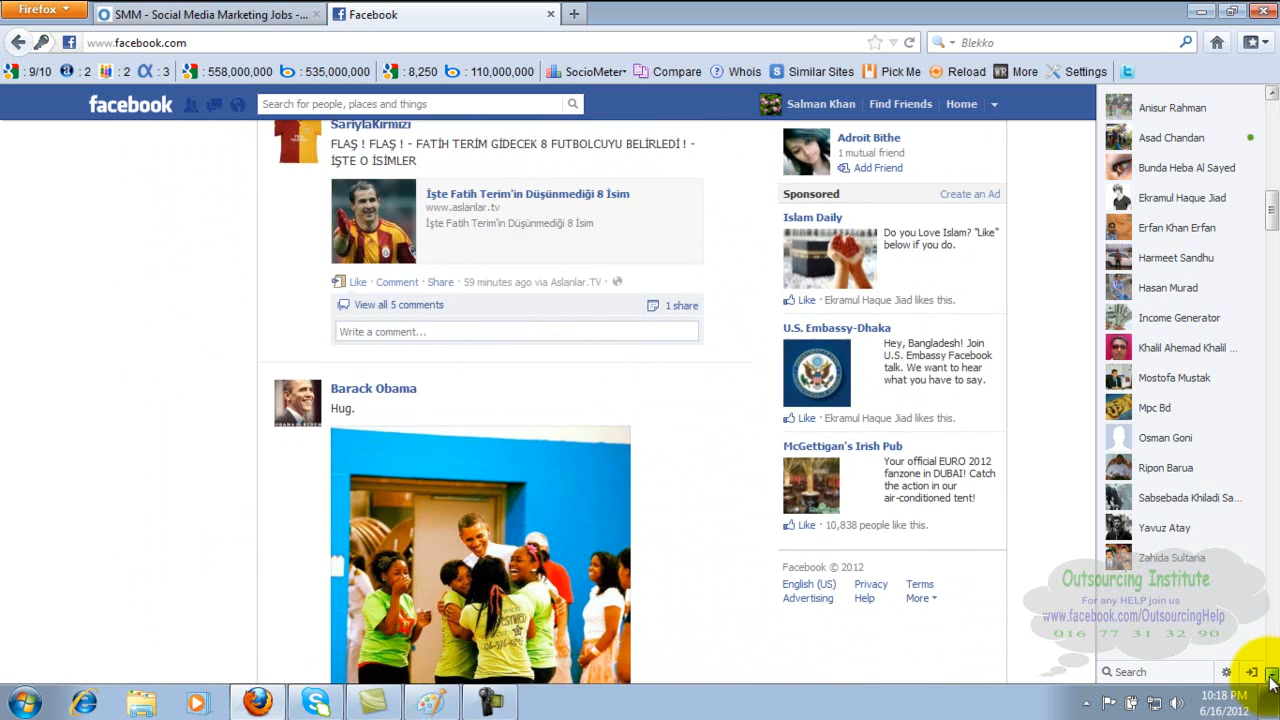 Firefox
SMM - Social Media Marketing Jobs -...
Facebook
www.facebook.com
Blekko
: 9/10
: 2
: 2
: 3
: 558,000,000
: 535,000,000
: 8,250
: 110,000,000
SocioMeter
Compare
Whois
Similar Sites
Pick Me
Reload
More
Settings
facebook
Search for people, places and things
Salman Khan
Find Friends
Home
SarıylaKırmızı
FLAŞ ! FLAŞ ! - FATİH TERİM GİDECEK 8 FUTBOLCUYU BELİRLEDİ ! -
İŞTE O İSİMLER
İşte Fatih Terim'in Düşünmediği 8 İsim
www.aslanlar.tv
İşte Fatih Terim'in Düşünmediği 8 İsim
Like · Comment · Share · 59 minutes ago via Aslanlar.TV ·
View all 5 comments
1 share
Write a comment...
Barack Obama
Hug.
Adroit Bithe
1 mutual friend
Add Friend
Sponsored
Create an Ad
Islam Daily
Do you Love Islam? "Like"
below if you do.
Like · Ekramul Haque Jiad likes this.
U.S. Embassy-Dhaka
Hey, Bangladesh! Join
U.S. Embassy Facebook
talk. We want to hear
what you have to say.
Like · Ekramul Haque Jiad likes this.
McGettigan's Irish Pub
Your official EURO 2012
fanzone in DUBAI! Catch
the action in our
air-conditioned tent!
Like · 10,838 people like this.
Facebook © 2012
English (US)
Privacy
Terms
Advertising
Help
More
Anisur Rahman
Asad Chandan
Bunda Heba Al Sayed
Ekramul Haque Jiad
Erfan Khan Erfan
Harmeet Sandhu
Hasan Murad
Income Generator
Khalil Ahemad Khalil ...
Mostofa Mustak
Mpc Bd
Osman Goni
Ripon Barua
Sabsebada Khiladi Sa...
Yavuz Atay
Zahida Sultana
Outsourcing Institute
For any HELP join us
www.facebook.com/OutsourcingHelp
016 77 31 32 90
Search
10:18 PM
6/16/2012